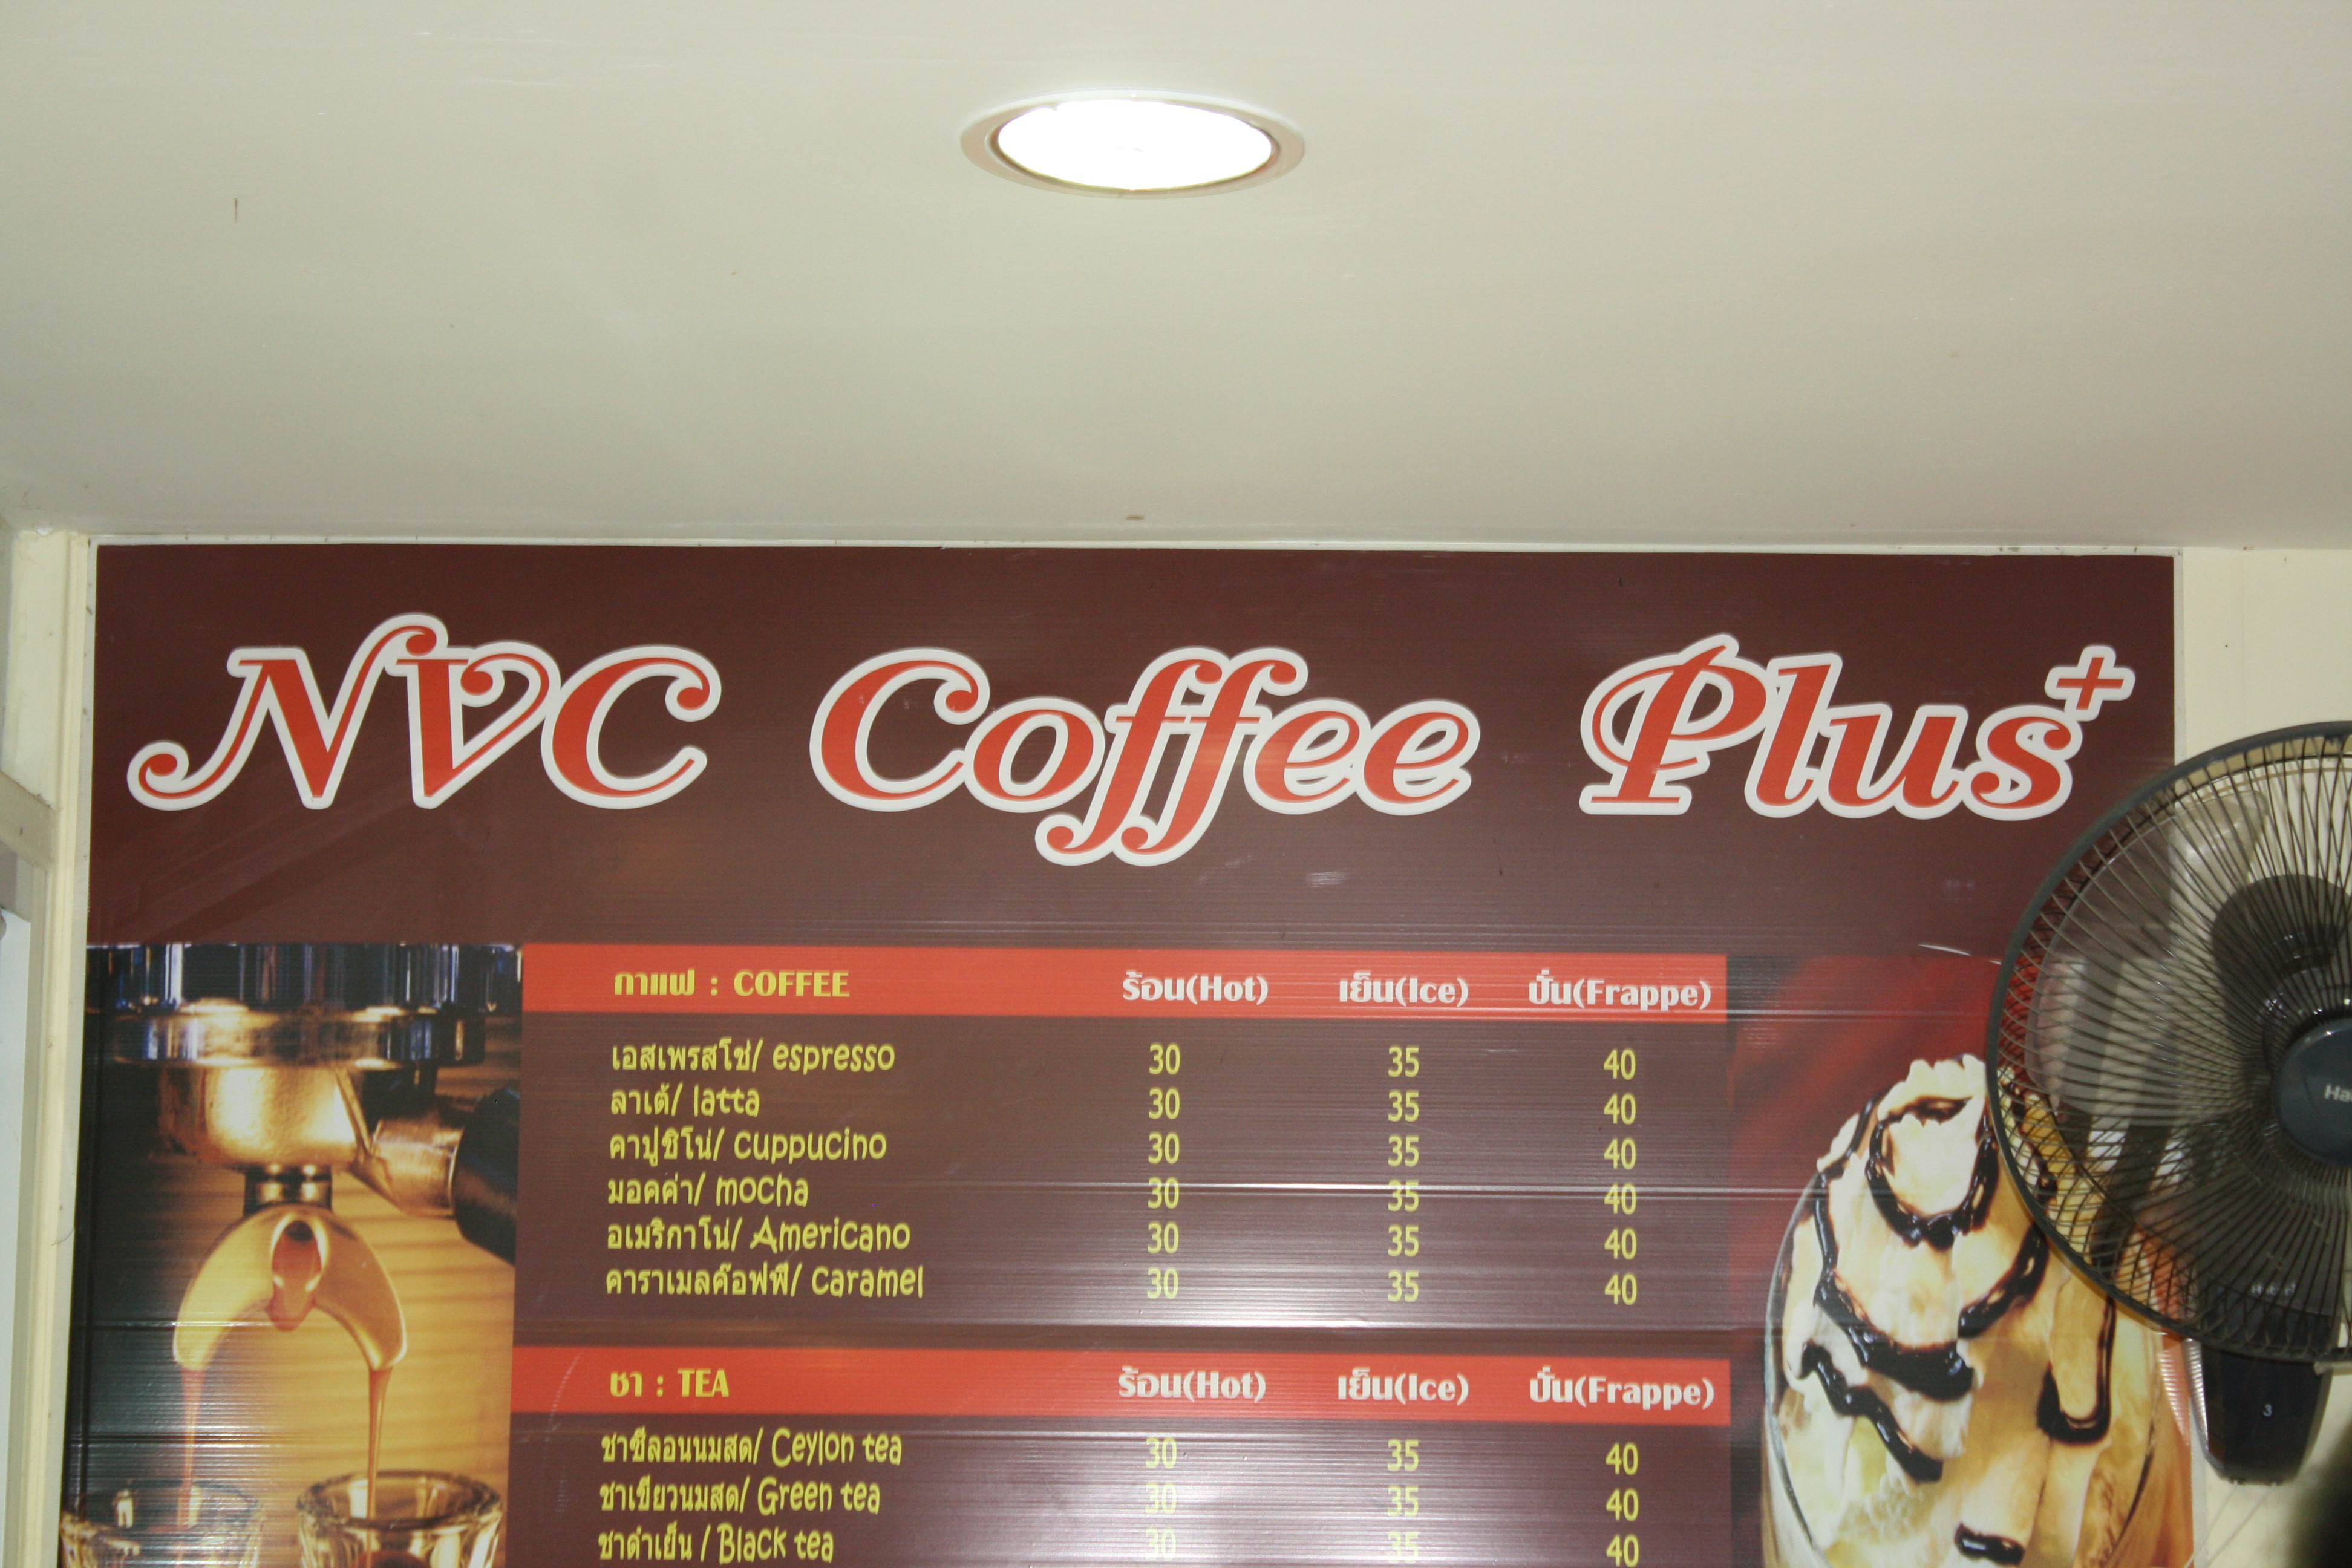 NVC Coffee Plus+
กาแฟ : COFFEE ร้อน(Hot) เย็น(Ice) ปั่น(Frappe)
เอสเพรสโซ่/ espresso 30 35 40
ลาเต้/ latta 30 35 40
คาปูชิโน่/ cuppucino 30 35 40
มอคค่า/ mocha 30 35 40
อเมริกาโน่/ Americano 30 35 40
คาราเมลค๊อฟฟี่/ caramel 30 35 40
ชา : TEA ร้อน(Hot) เย็น(Ice) ปั่น(Frappe)
ชาซีลอนนมสด/ Ceylon tea 30 35 40
ชาเขียวนมสด/ Green tea 30 35 40
ชาดำเย็น / Black tea 30 35 40
3